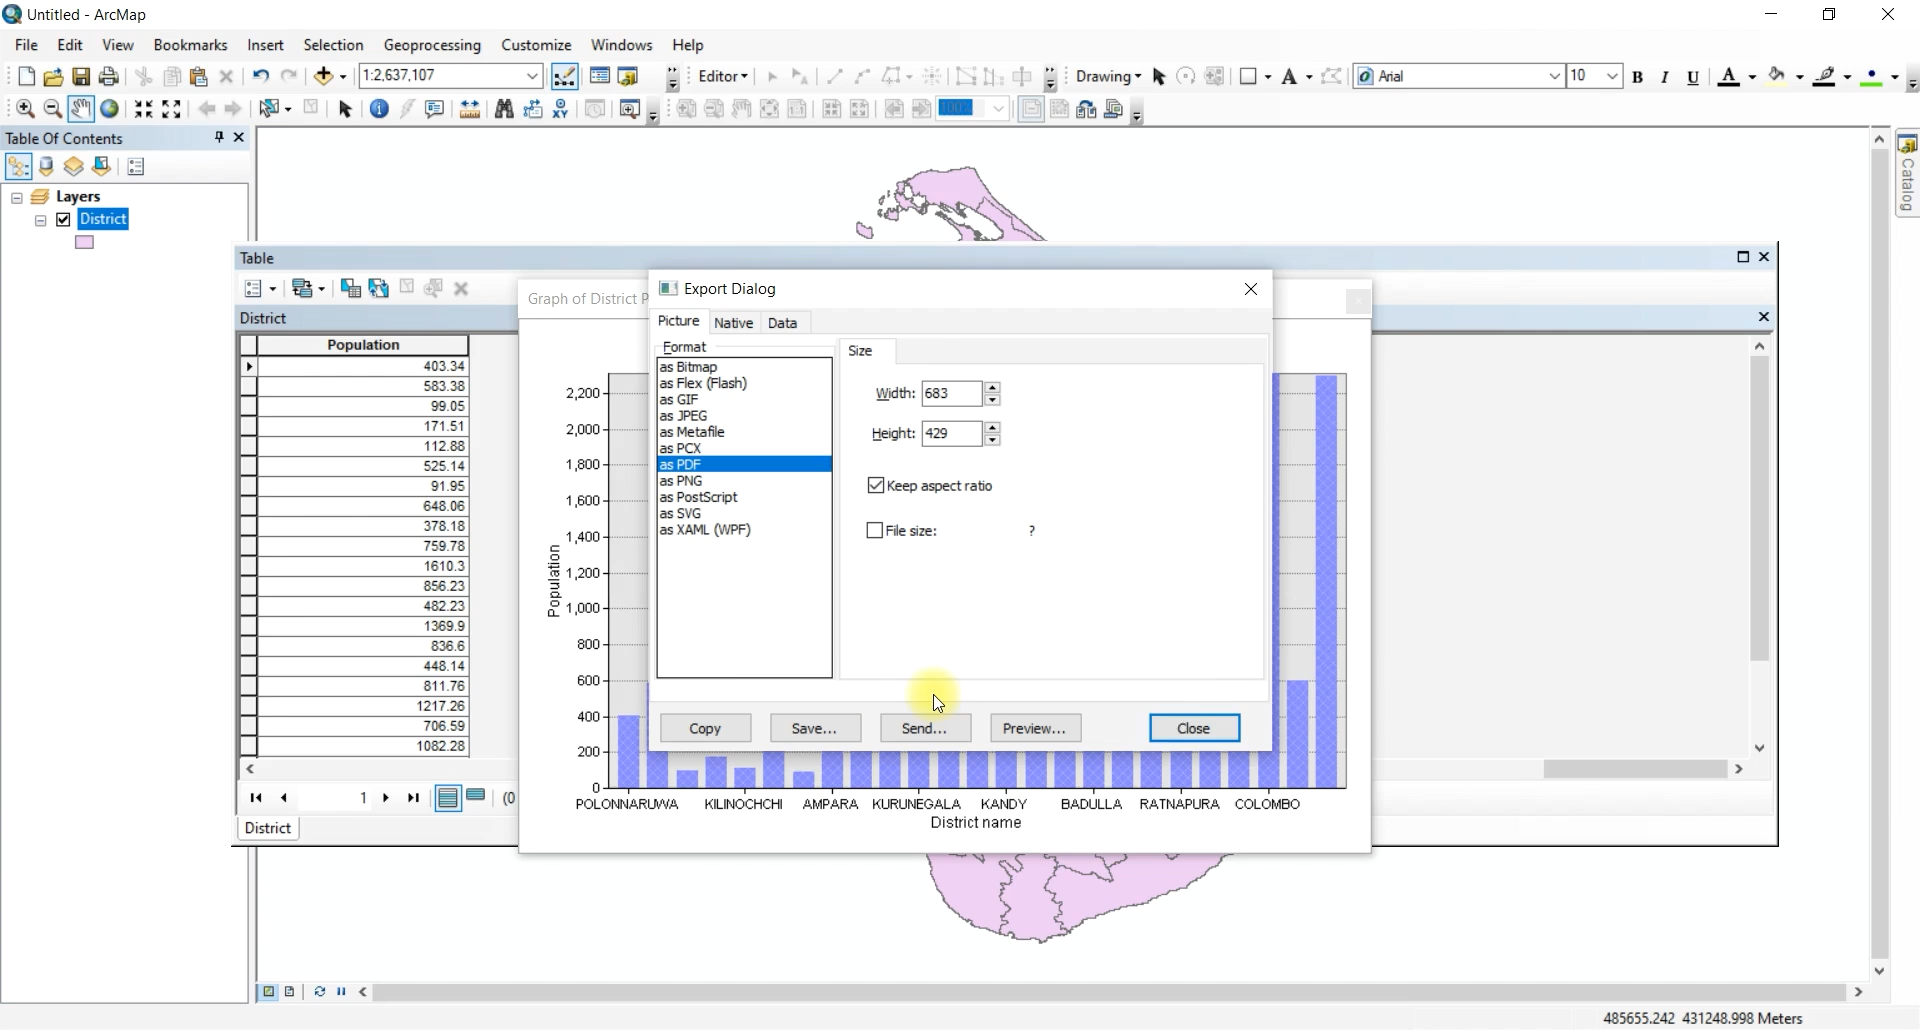 Untitled - ArcMap
File Edit View Bookmarks Insert Selection Geoprocessing Customize Windows Help
1:2,637,107 Editor Drawing A Arial 10 B I U A
100%
Table Of Contents
Layers
District
Catalog
Table
District
Population
403.34
583.38
99.05
171.51
112.88
525.14
91.95
648.06
378.18
759.78
1610.3
856.23
482.23
1369.9
836.6
448.14
811.76
1217.26
706.59
1082.28
1 (0
District
Graph of District P
2,200
2,000
1,800
1,600
1,400
1,200
1,000
800
600
400
200
0
Population
POLONNARUWA KILINOCHCHI AMPARA KURUNEGALA KANDY BADULLA RATNAPURA COLOMBO
District name
Export Dialog
Picture Native Data
Format
as Bitmap
as Flex (Flash)
as GIF
as JPEG
as Metafile
as PCX
as PDF
as PNG
as PostScript
as SVG
as XAML (WPF)
Size
Width: 683
Height: 429
Keep aspect ratio
File size: ?
Copy Save... Send... Preview... Close
485655.242 431248.998 Meters